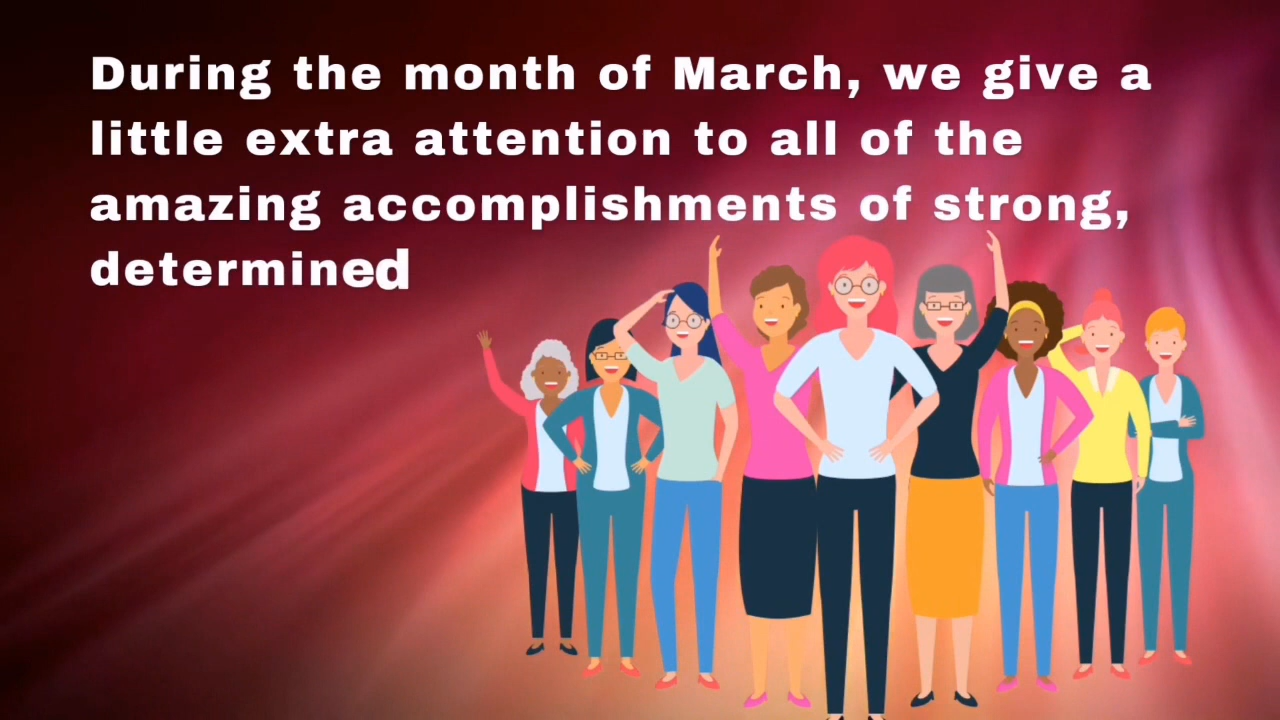 During the month of March, we give a
little extra attention to all of the
amazing accomplishments of strong,
determined